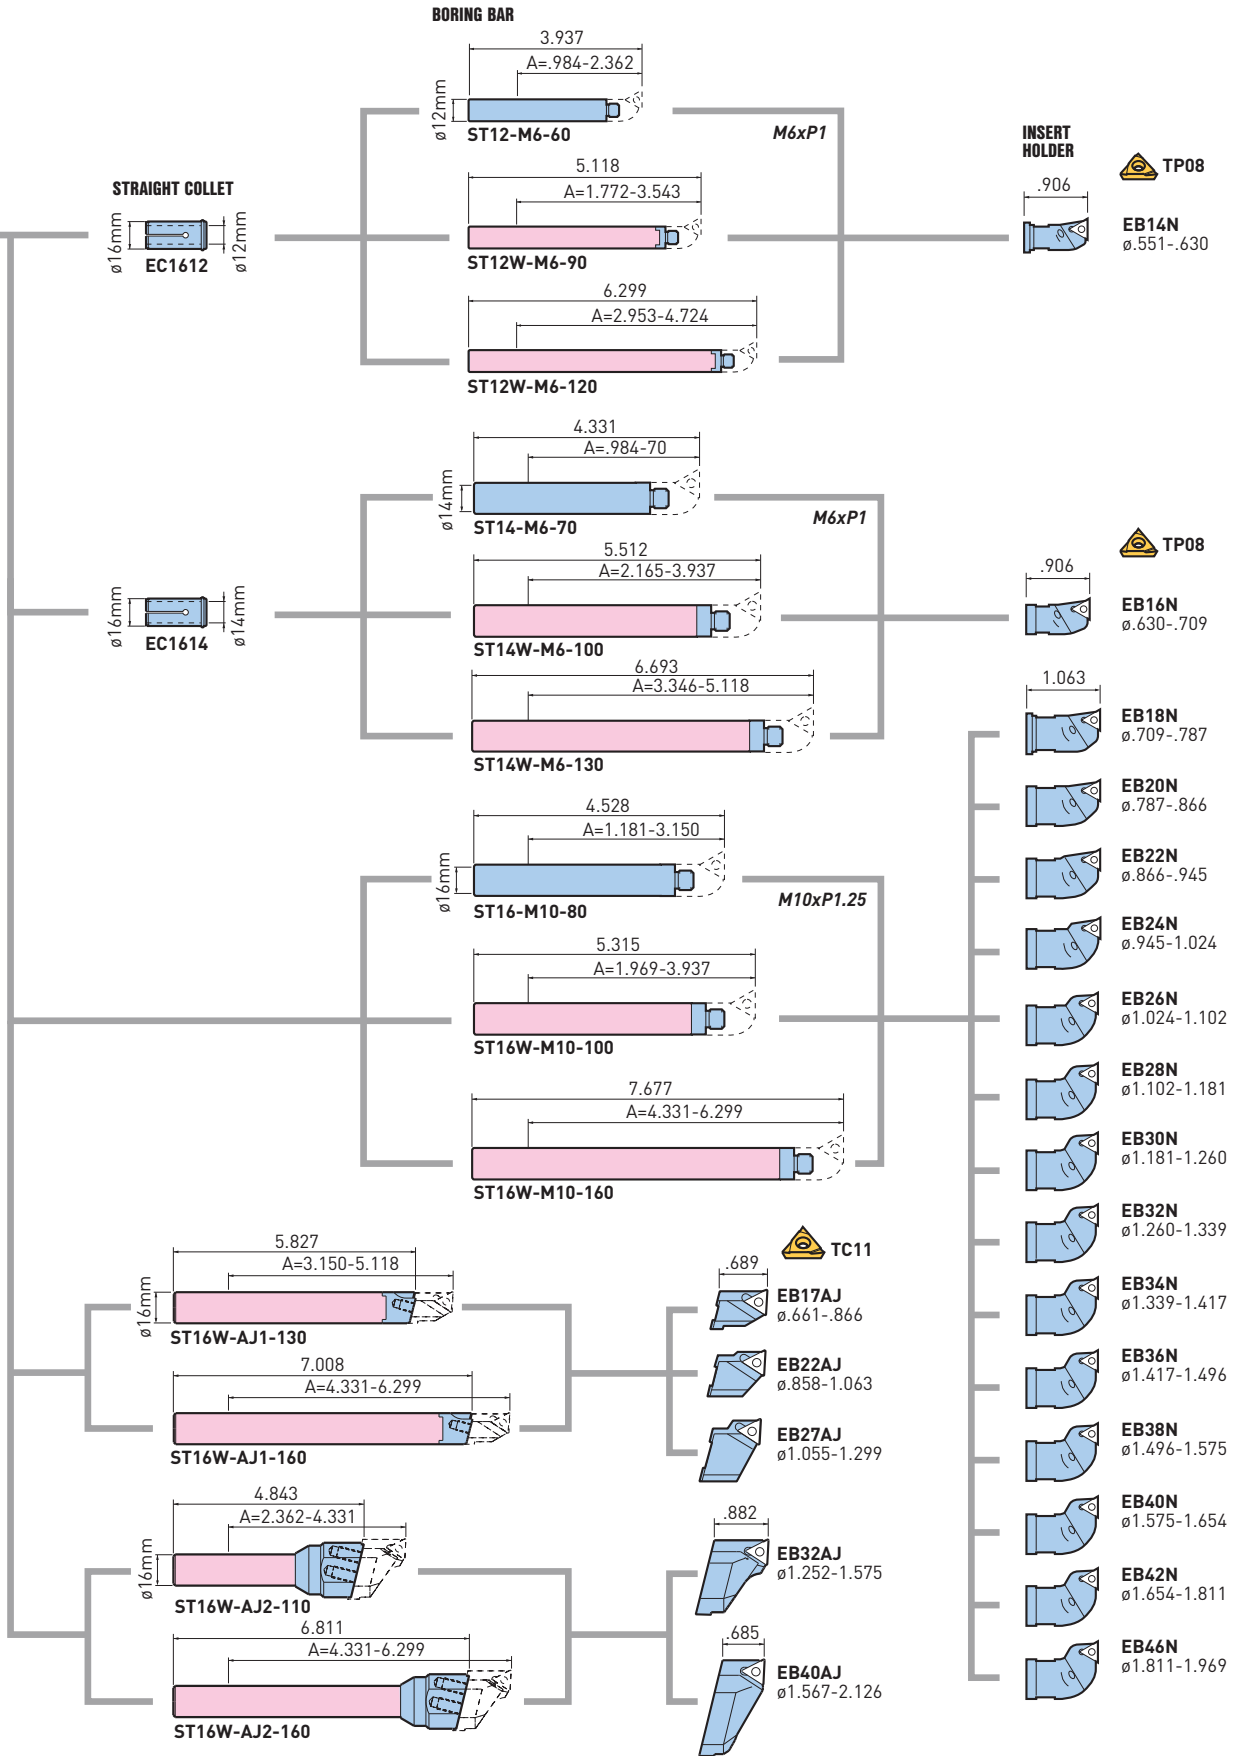 BORING BAR
3.937
A=.984-2.362
ø12mm
ST12-M6-60
M6xP1
INSERT
HOLDER
TP08
5.118
A=1.772-3.543
STRAIGHT COLLET
.906
ø16mm
ø12mm
EC1612
ST12W-M6-90
EB14N
ø.551-.630
6.299
A=2.953-4.724
ST12W-M6-120
4.331
A=.984-70
ø14mm
ST14-M6-70
M6xP1
TP08
5.512
A=2.165-3.937
.906
ø16mm
ø14mm
EC1614
ST14W-M6-100
EB16N
ø.630-.709
6.693
A=3.346-5.118
ST14W-M6-130
1.063
EB18N
ø.709-.787
4.528
A=1.181-3.150
ø16mm
ST16-M10-80
M10xP1.25
EB20N
ø.787-.866
EB22N
ø.866-.945
5.315
A=1.969-3.937
ST16W-M10-100
EB24N
ø.945-1.024
EB26N
ø1.024-1.102
7.677
A=4.331-6.299
ST16W-M10-160
EB28N
ø1.102-1.181
EB30N
ø1.181-1.260
EB32N
ø1.260-1.339
5.827
A=3.150-5.118
ø16mm
ST16W-AJ1-130
TC11
.689
EB17AJ
ø.661-.866
EB34N
ø1.339-1.417
7.008
A=4.331-6.299
ST16W-AJ1-160
EB22AJ
ø.858-1.063
EB36N
ø1.417-1.496
EB27AJ
ø1.055-1.299
EB38N
ø1.496-1.575
4.843
A=2.362-4.331
ø16mm
ST16W-AJ2-110
.882
EB32AJ
ø1.252-1.575
EB40N
ø1.575-1.654
EB42N
ø1.654-1.811
6.811
A=4.331-6.299
ST16W-AJ2-160
.685
EB40AJ
ø1.567-2.126
EB46N
ø1.811-1.969